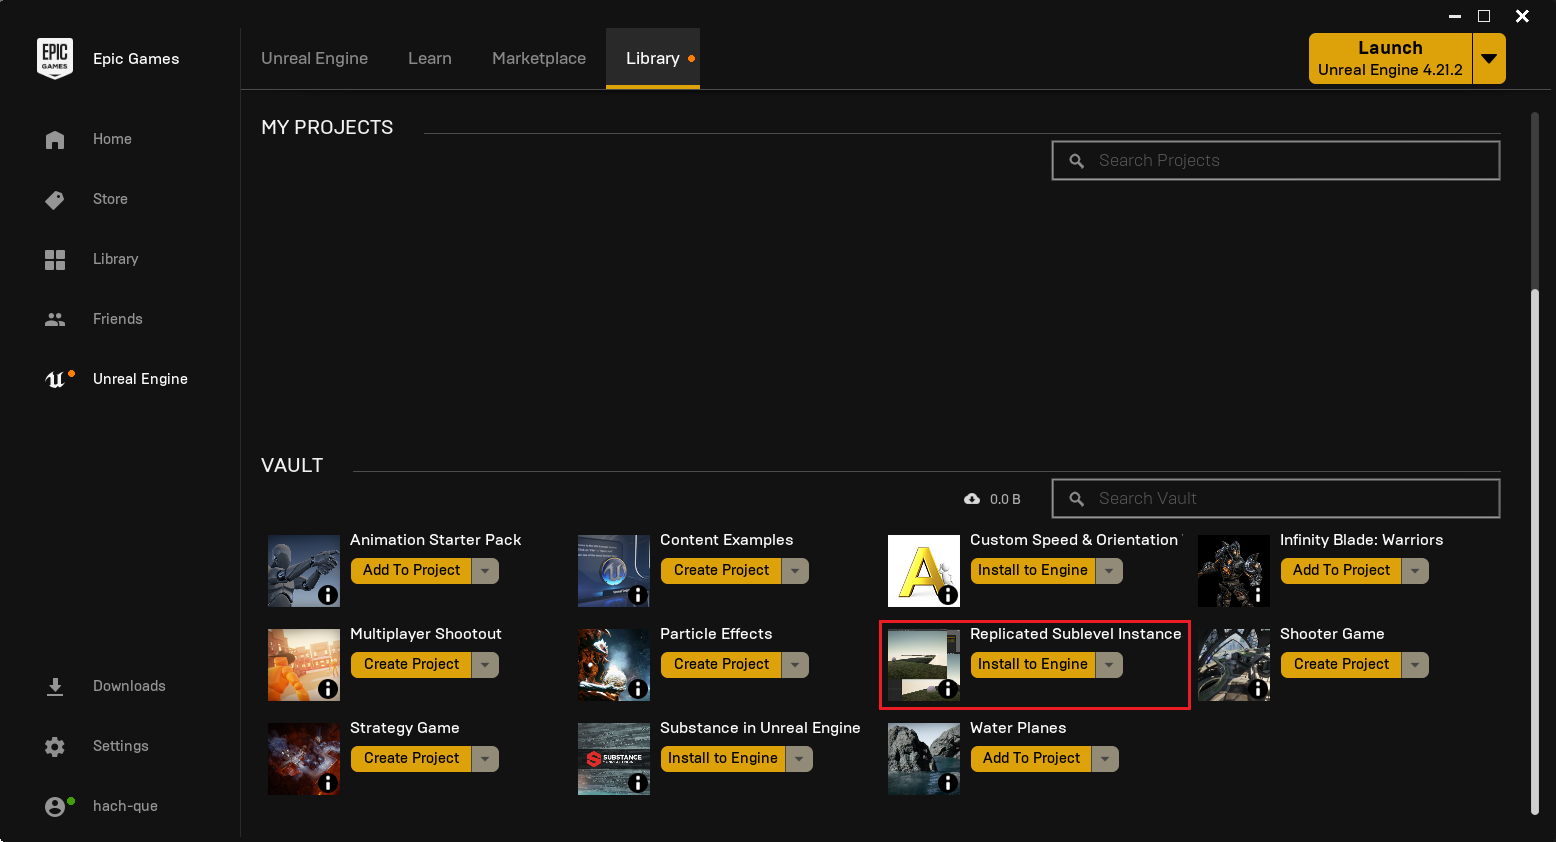 EPIC
GAMES
Epic Games
Home
Store
Library
Friends
Unreal Engine
Downloads
Settings
hach-que
Unreal Engine
Learn
Marketplace
Library
Launch
Unreal Engine 4.21.2
MY PROJECTS
Search Projects
VAULT
0.0 B
Search Vault
Animation Starter Pack
Add To Project
Content Examples
Create Project
Custom Speed & Orientation
Install to Engine
Infinity Blade: Warriors
Add To Project
Multiplayer Shootout
Create Project
Particle Effects
Create Project
Replicated Sublevel Instance
Install to Engine
Shooter Game
Create Project
Strategy Game
Create Project
SUBSTANCE
Substance in Unreal Engine
Install to Engine
Water Planes
Add To Project